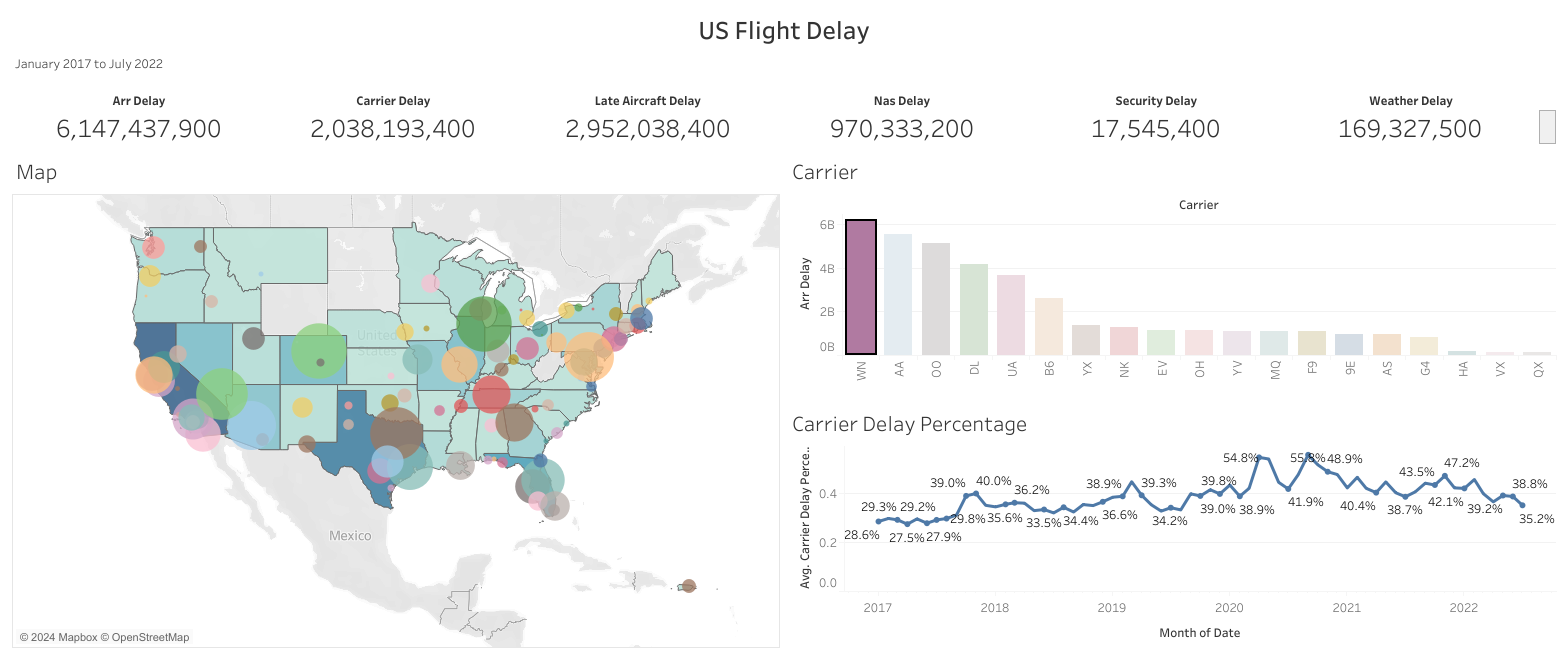 US Flight Delay
January 2017 to July 2022
Arr Delay
6,147,437,900
Carrier Delay
2,038,193,400
Late Aircraft Delay
2,952,038,400
Nas Delay
970,333,200
Security Delay
17,545,400
Weather Delay
169,327,500
Map
United
States
Mexico
© 2024 Mapbox © OpenStreetMap
Carrier
Carrier
Arr Delay
6B
4B
2B
0B
WN
AA
OO
DL
UA
B6
YX
NK
EV
OH
YV
MQ
F9
9E
AS
G4
HA
VX
QX
Carrier Delay Percentage
Avg. Carrier Delay Perce..
0.4
0.2
0.0
28.6%
29.3%
27.5%
29.2%
27.9%
39.0%
29.8%
40.0%
35.6%
36.2%
33.5%
34.4%
38.9%
36.6%
39.3%
34.2%
39.8%
39.0%
54.8%
38.9%
55.8%
41.9%
48.9%
40.4%
38.7%
43.5%
42.1%
47.2%
39.2%
38.8%
35.2%
2017
2018
2019
2020
2021
2022
Month of Date